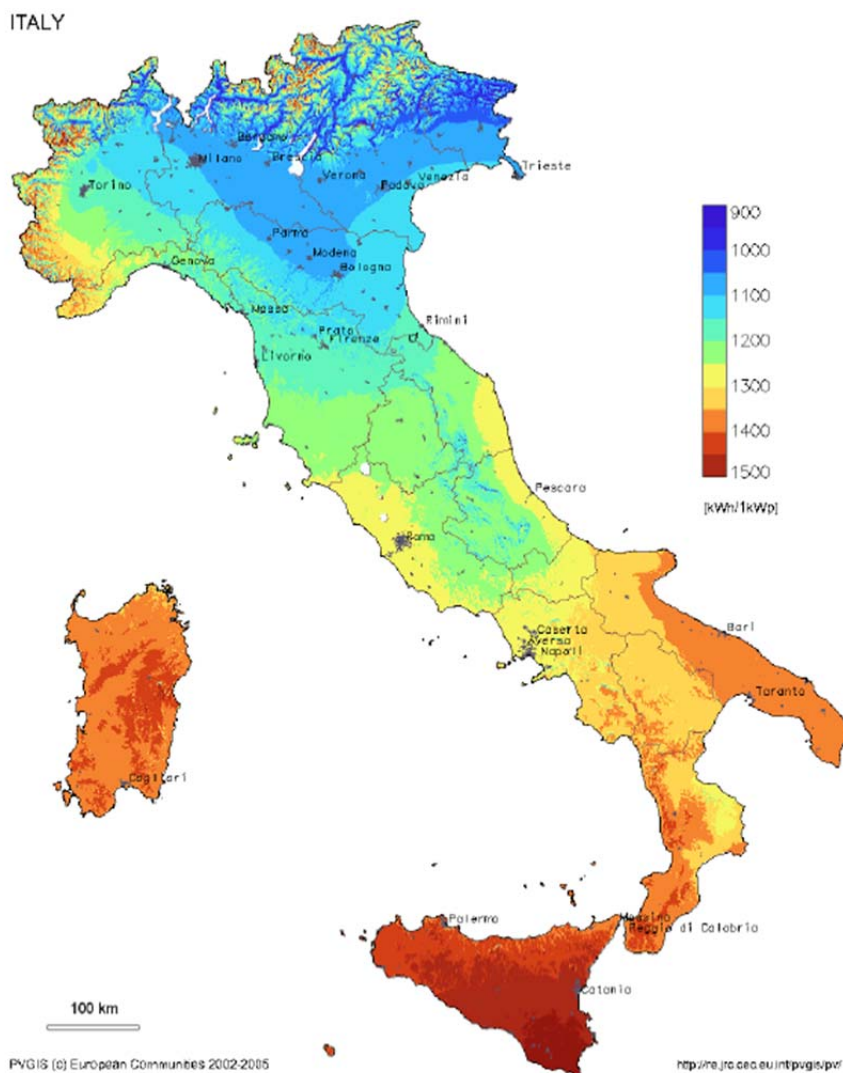 ITALY
Bergamo
Milano
Brescia
Verona
Trieste
Torino
Padova
Venezia
Parma
Modena
Genova
Bologna
Massa
Rimini
Prato
Firenze
Livorno
900
1000
1100
1200
1300
1400
1500
[kWh/1kWp]
Pescara
Roma
Caserta
Aversa
Napoli
Bari
Taranto
Cagliari
Messina
Palermo
Reggio di Calabria
Catania
100 km
PVGIS (c) European Communities 2002-2005
http://re.jrc.cec.eu.int/pvgis/pv/